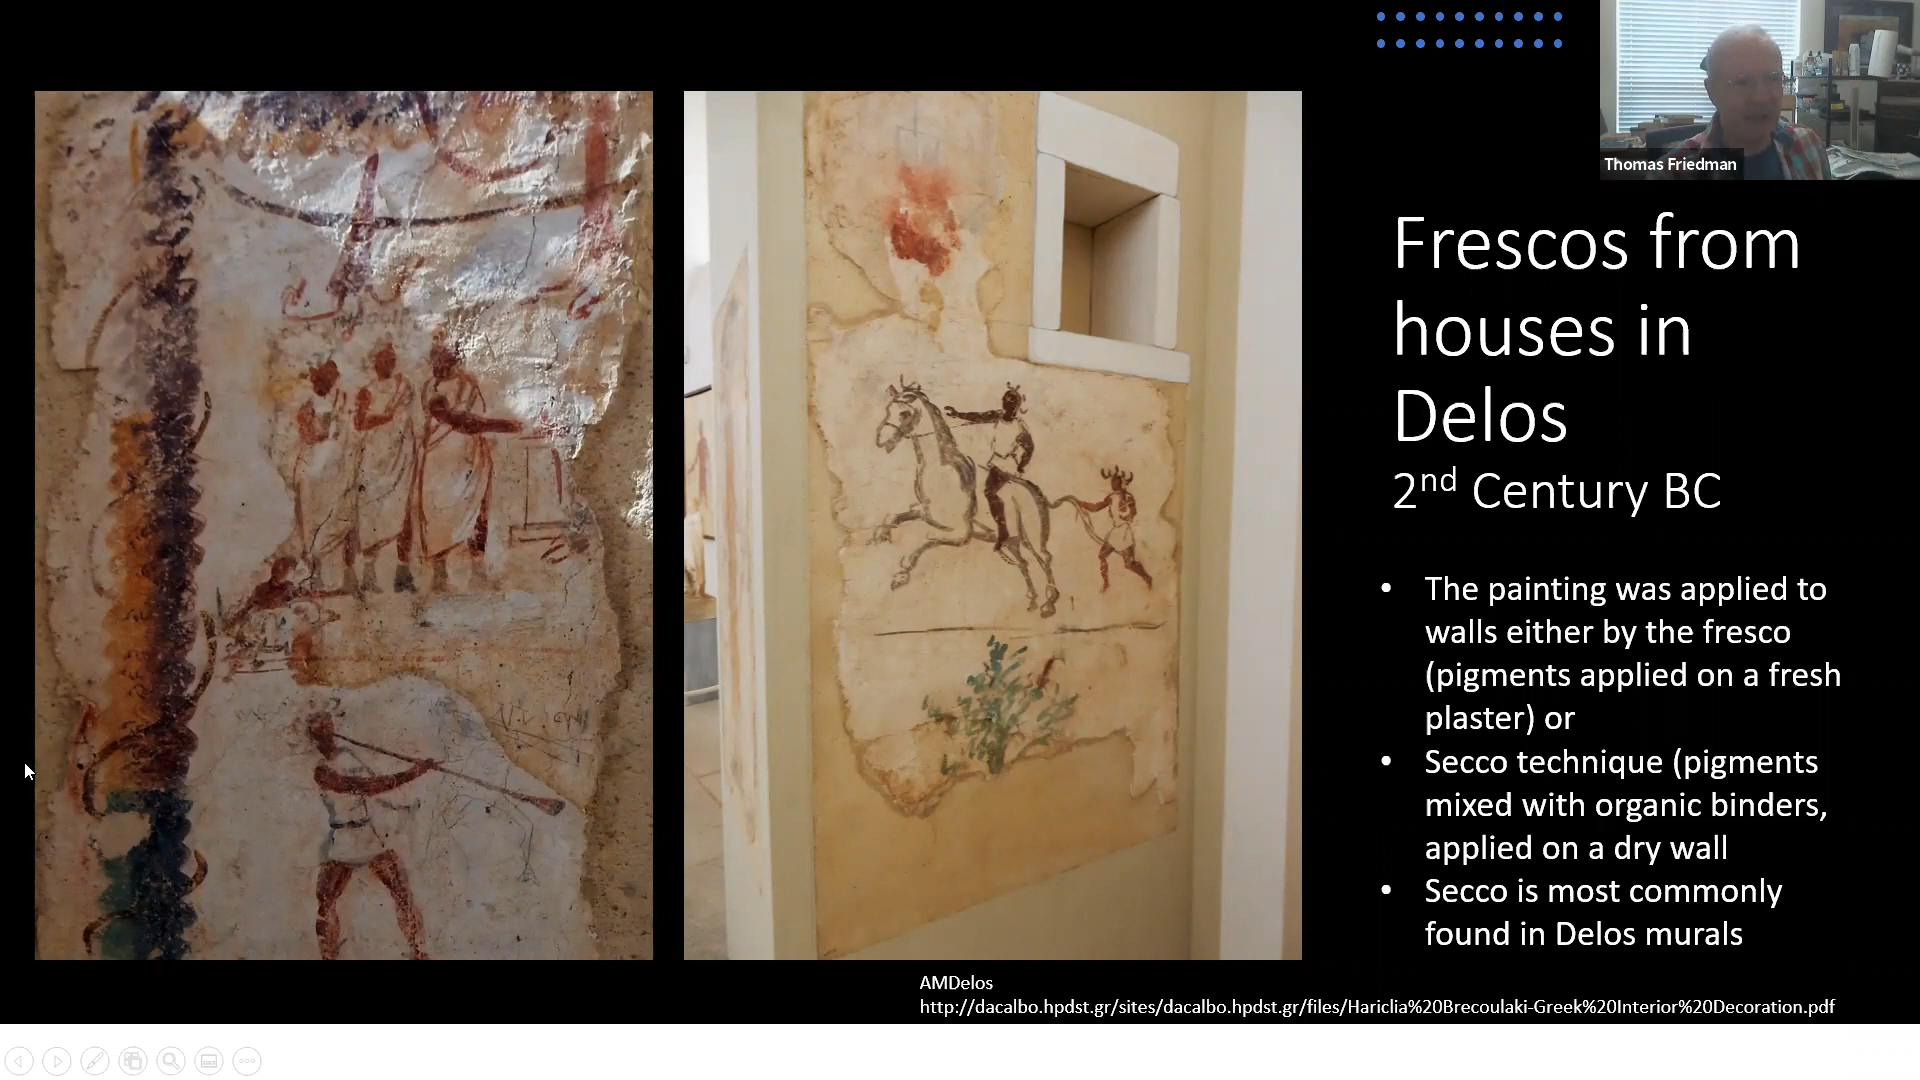 Thomas Friedman
Frescos from
houses in
Delos
2nd Century BC
• The painting was applied to
walls either by the fresco
(pigments applied on a fresh
plaster) or
• Secco technique (pigments
mixed with organic binders,
applied on a dry wall
• Secco is most commonly
found in Delos murals
AMDelos
http://dacalbo.hpdst.gr/sites/dacalbo.hpdst.gr/files/Hariclia%20Brecoulaki-Greek%20Interior%20Decoration.pdf